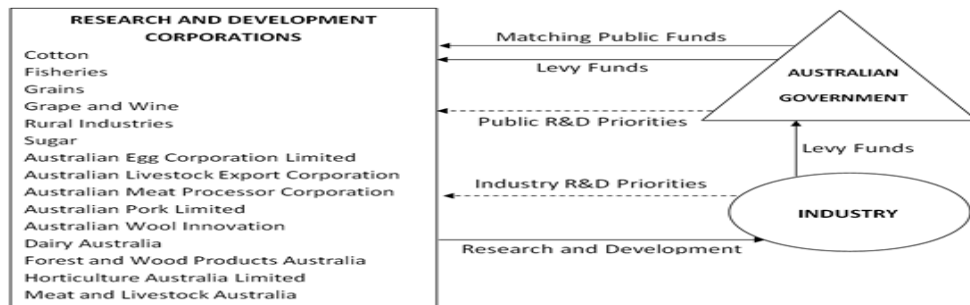 RESEARCH AND DEVELOPMENT
CORPORATIONS
Cotton
Fisheries
Grains
Grape and Wine
Rural Industries
Sugar
Australian Egg Corporation Limited
Australian Livestock Export Corporation
Australian Meat Processor Corporation
Australian Pork Limited
Australian Wool Innovation
Dairy Australia
Forest and Wood Products Australia
Horticulture Australia Limited
Meat and Livestock Australia
Matching Public Funds
Levy Funds
Public R&D Priorities
Industry R&D Priorities
Research and Development
AUSTRALIAN
GOVERNMENT
Levy Funds
INDUSTRY